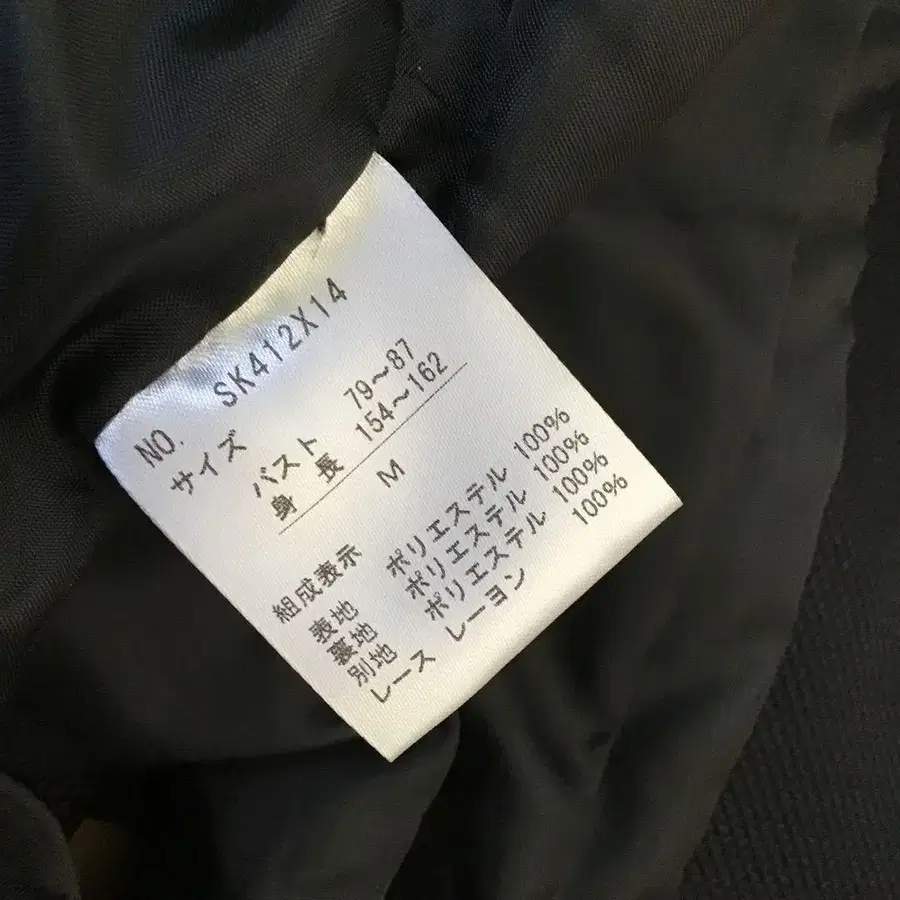 NO. SK412X14
サイズ
バスト 79～87
身長 154～162
M
組成表示
表地 ポリエステル 100%
裏地 ポリエステル 100%
別地 ポリエステル 100%
レース レーヨン 100%